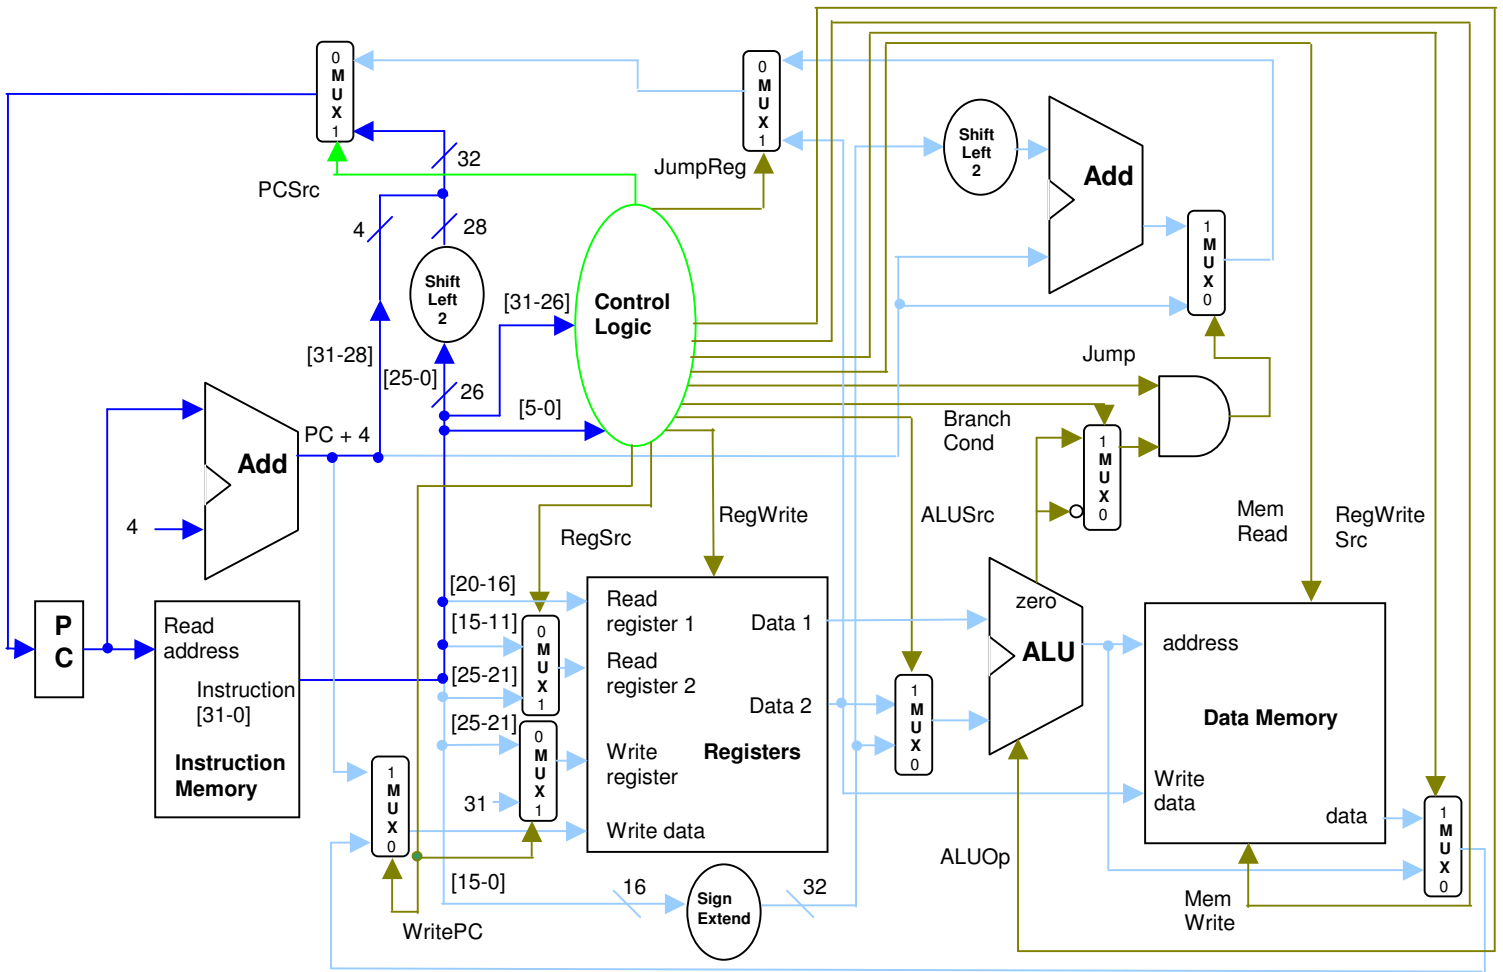 0
M
U
X
1
32
PCSrc
4
28
Shift
Left
2
[31-26]
[31-28]
[25-0]
26
[5-0]
Control
Logic
0
M
U
X
1
JumpReg
Shift
Left
2
Add
1
M
U
X
0
Jump
Branch
Cond
1
M
U
X
0
PC + 4
Add
4
RegSrc
RegWrite
ALUSrc
Mem
Read
RegWrite
Src
P
C
Read
address
Instruction
[31-0]
Instruction
Memory
[20-16]
[15-11]
[25-21]
[25-21]
31
[15-0]
0
M
U
X
1
0
M
U
X
1
1
M
U
X
0
WritePC
Read
register 1
Read
register 2
Write
register
Write data
Data 1
Data 2
Registers
16
Sign
Extend
32
1
M
U
X
0
zero
ALU
ALUOp
address
Data Memory
Write
data
data
Mem
Write
1
M
U
X
0